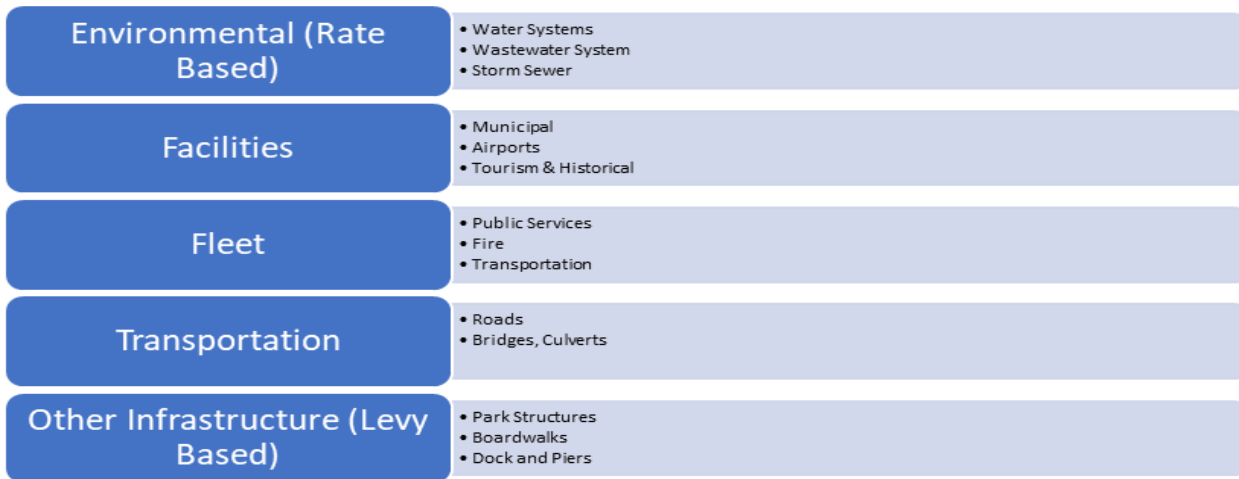 Environmental (Rate
Based)
• Water Systems
• Wastewater System
• Storm Sewer
Facilities
• Municipal
• Airports
• Tourism & Historical
Fleet
• Public Services
• Fire
• Transportation
Transportation
• Roads
• Bridges, Culverts
Other Infrastructure (Levy
Based)
• Park Structures
• Boardwalks
• Dock and Piers